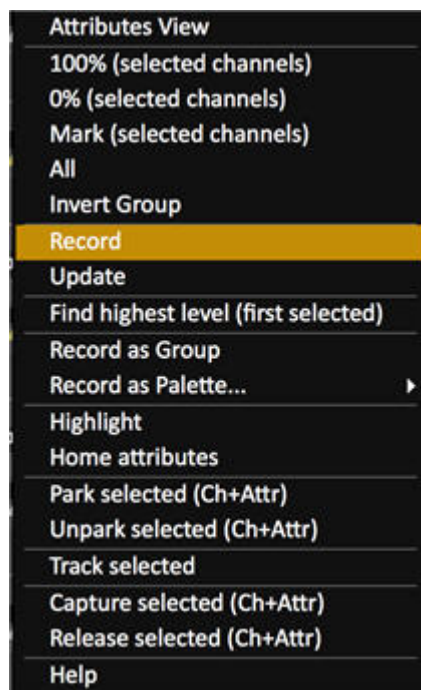 Attributes View
100% (selected channels)
0% (selected channels)
Mark (selected channels)
All
Invert Group
Record
Update
Find highest level (first selected)
Record as Group
Record as Palette...
Highlight
Home attributes
Park selected (Ch+Attr)
Unpark selected (Ch+Attr)
Track selected
Capture selected (Ch+Attr)
Release selected (Ch+Attr)
Help